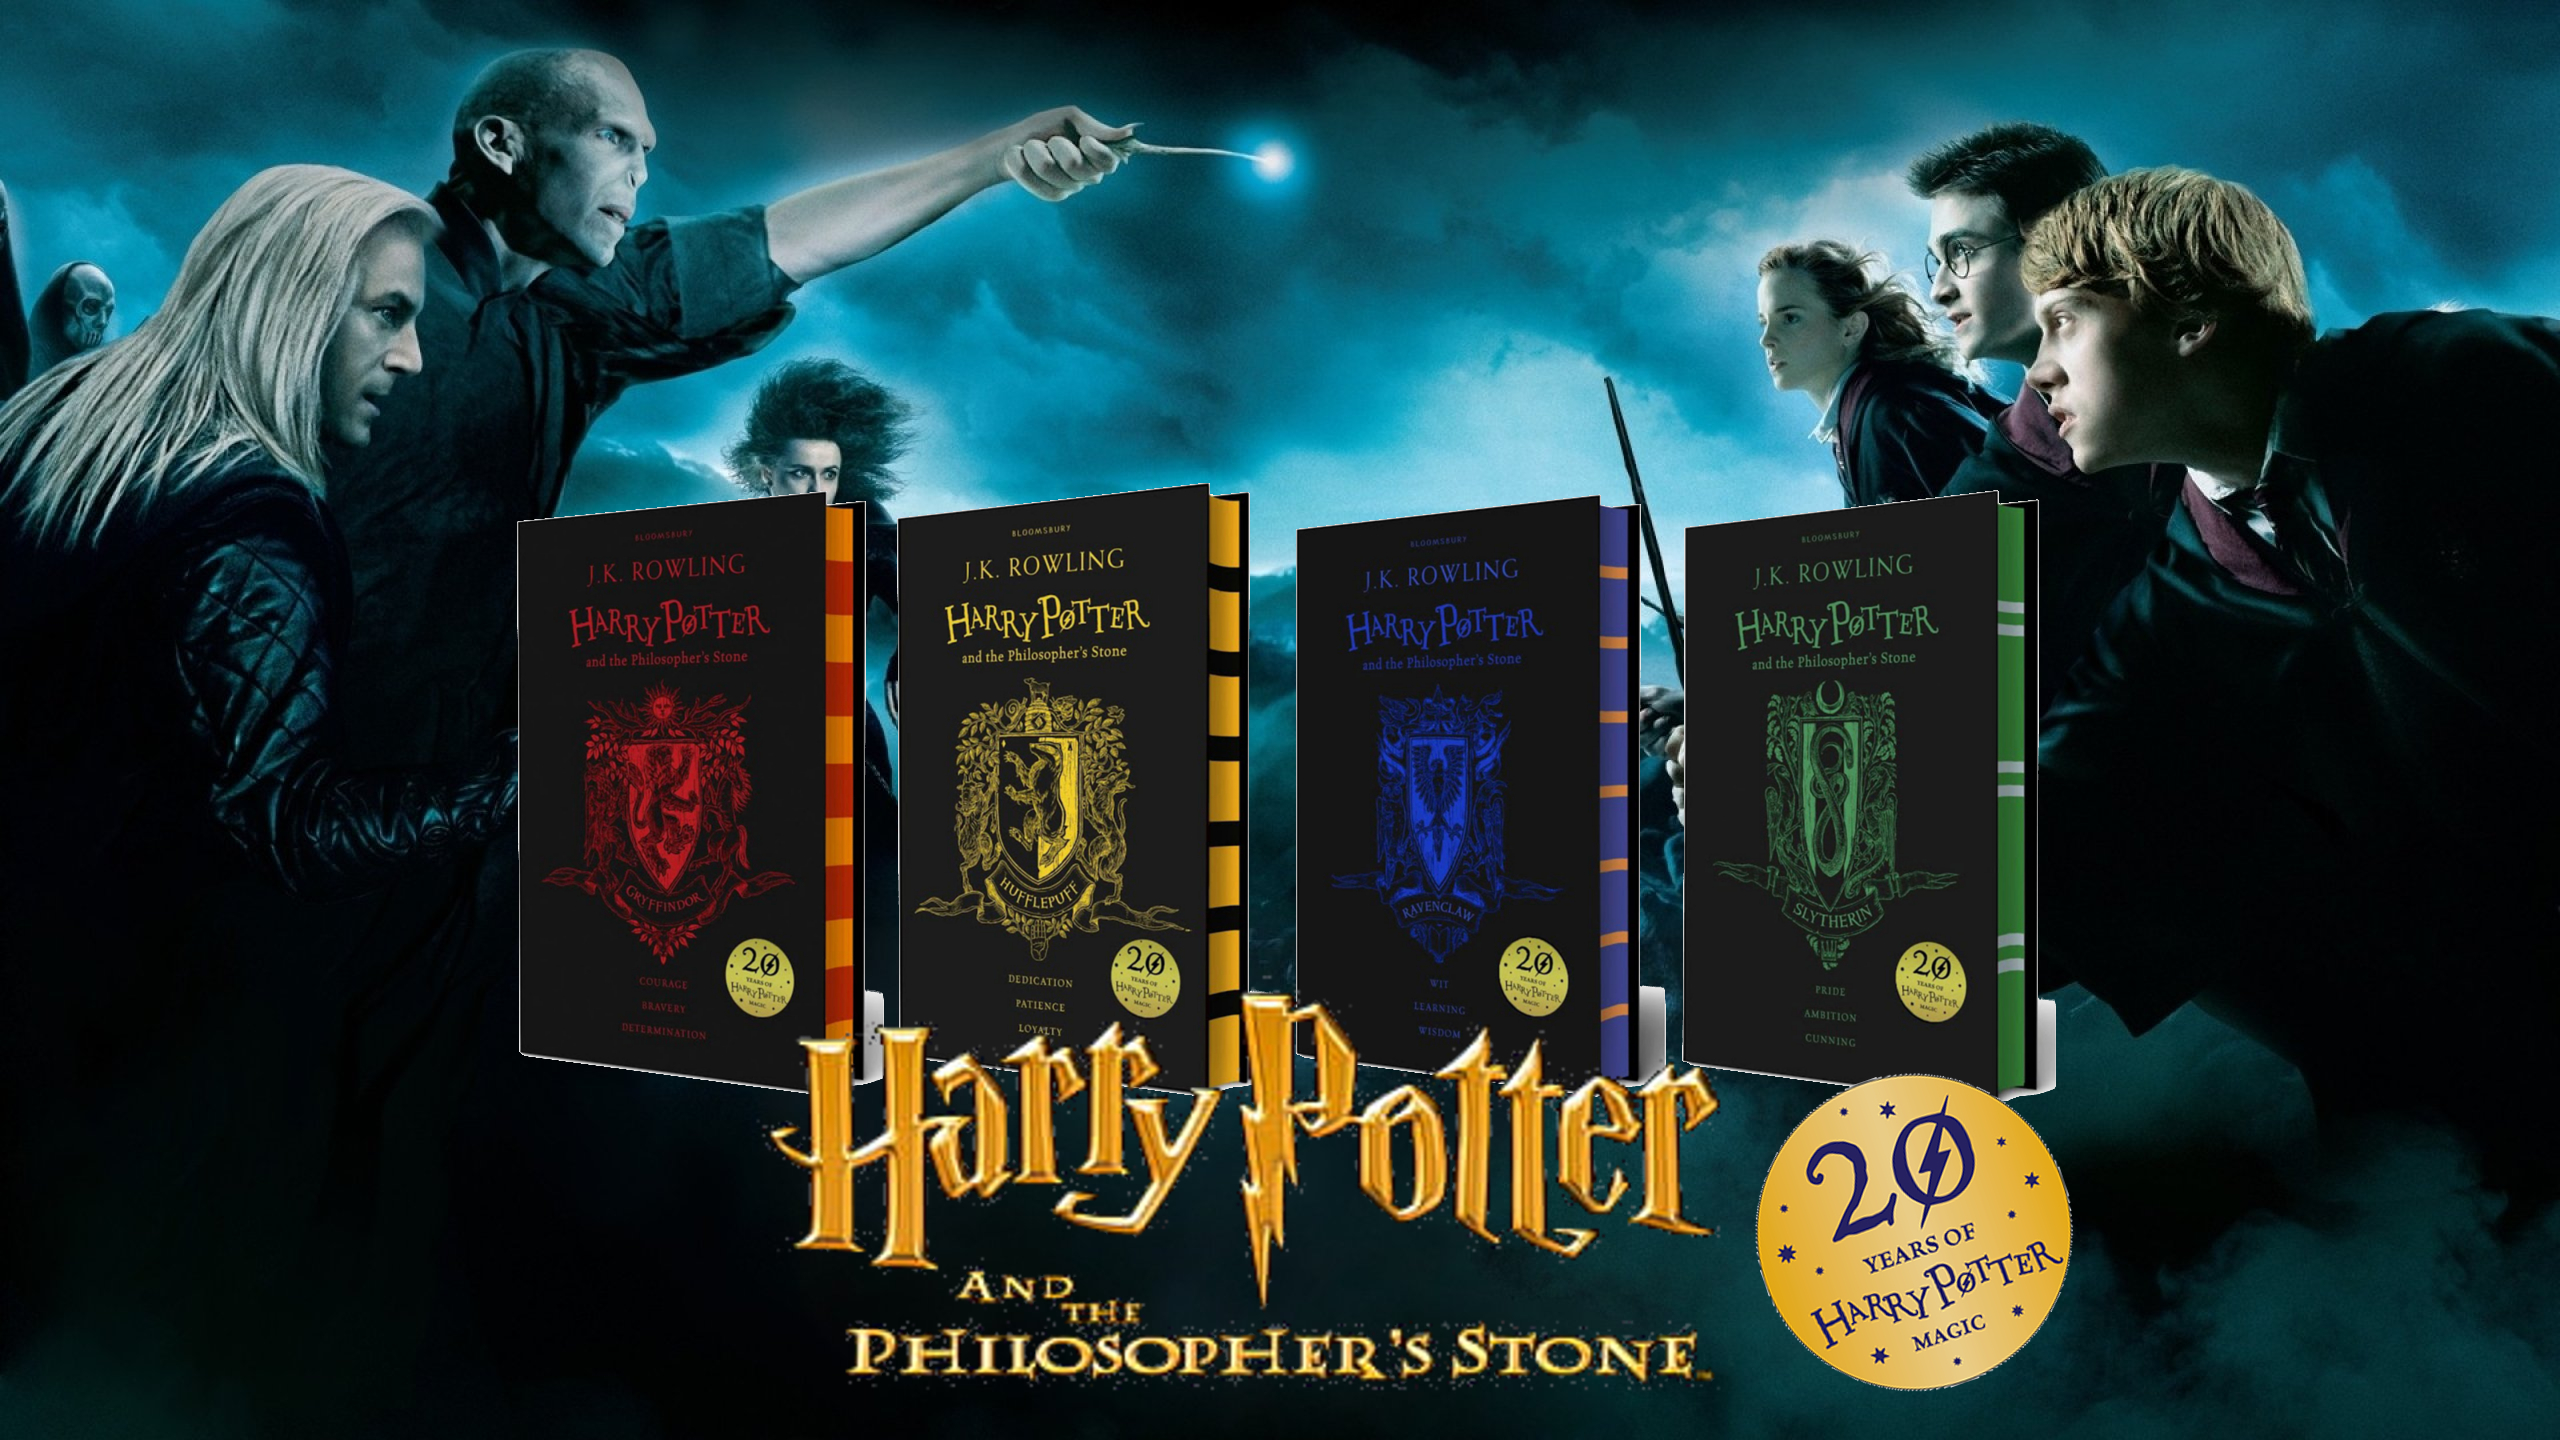 BLOOMSBURY
J.K. ROWLING
HARRY POTTER
and the Philosopher's Stone
GRYFFINDOR
COURAGE
BRAVERY
DETERMINATION
20
YEARS OF
HARRY POTTER
MAGIC
BLOOMSBURY
J.K. ROWLING
HARRY POTTER
and the Philosopher's Stone
HUFFLEPUFF
DEDICATION
PATIENCE
LOYALTY
20
YEARS OF
HARRY POTTER
MAGIC
BLOOMSBURY
J.K. ROWLING
HARRY POTTER
and the Philosopher's Stone
RAVENCLAW
WIT
LEARNING
WISDOM
20
YEARS OF
HARRY POTTER
MAGIC
BLOOMSBURY
J.K. ROWLING
HARRY POTTER
and the Philosopher's Stone
SLYTHERIN
PRIDE
AMBITION
CUNNING
20
YEARS OF
HARRY POTTER
MAGIC
Harry Potter
AND
THE
PHILOSOPHER'S STONE
20
YEARS OF
HARRY POTTER
MAGIC